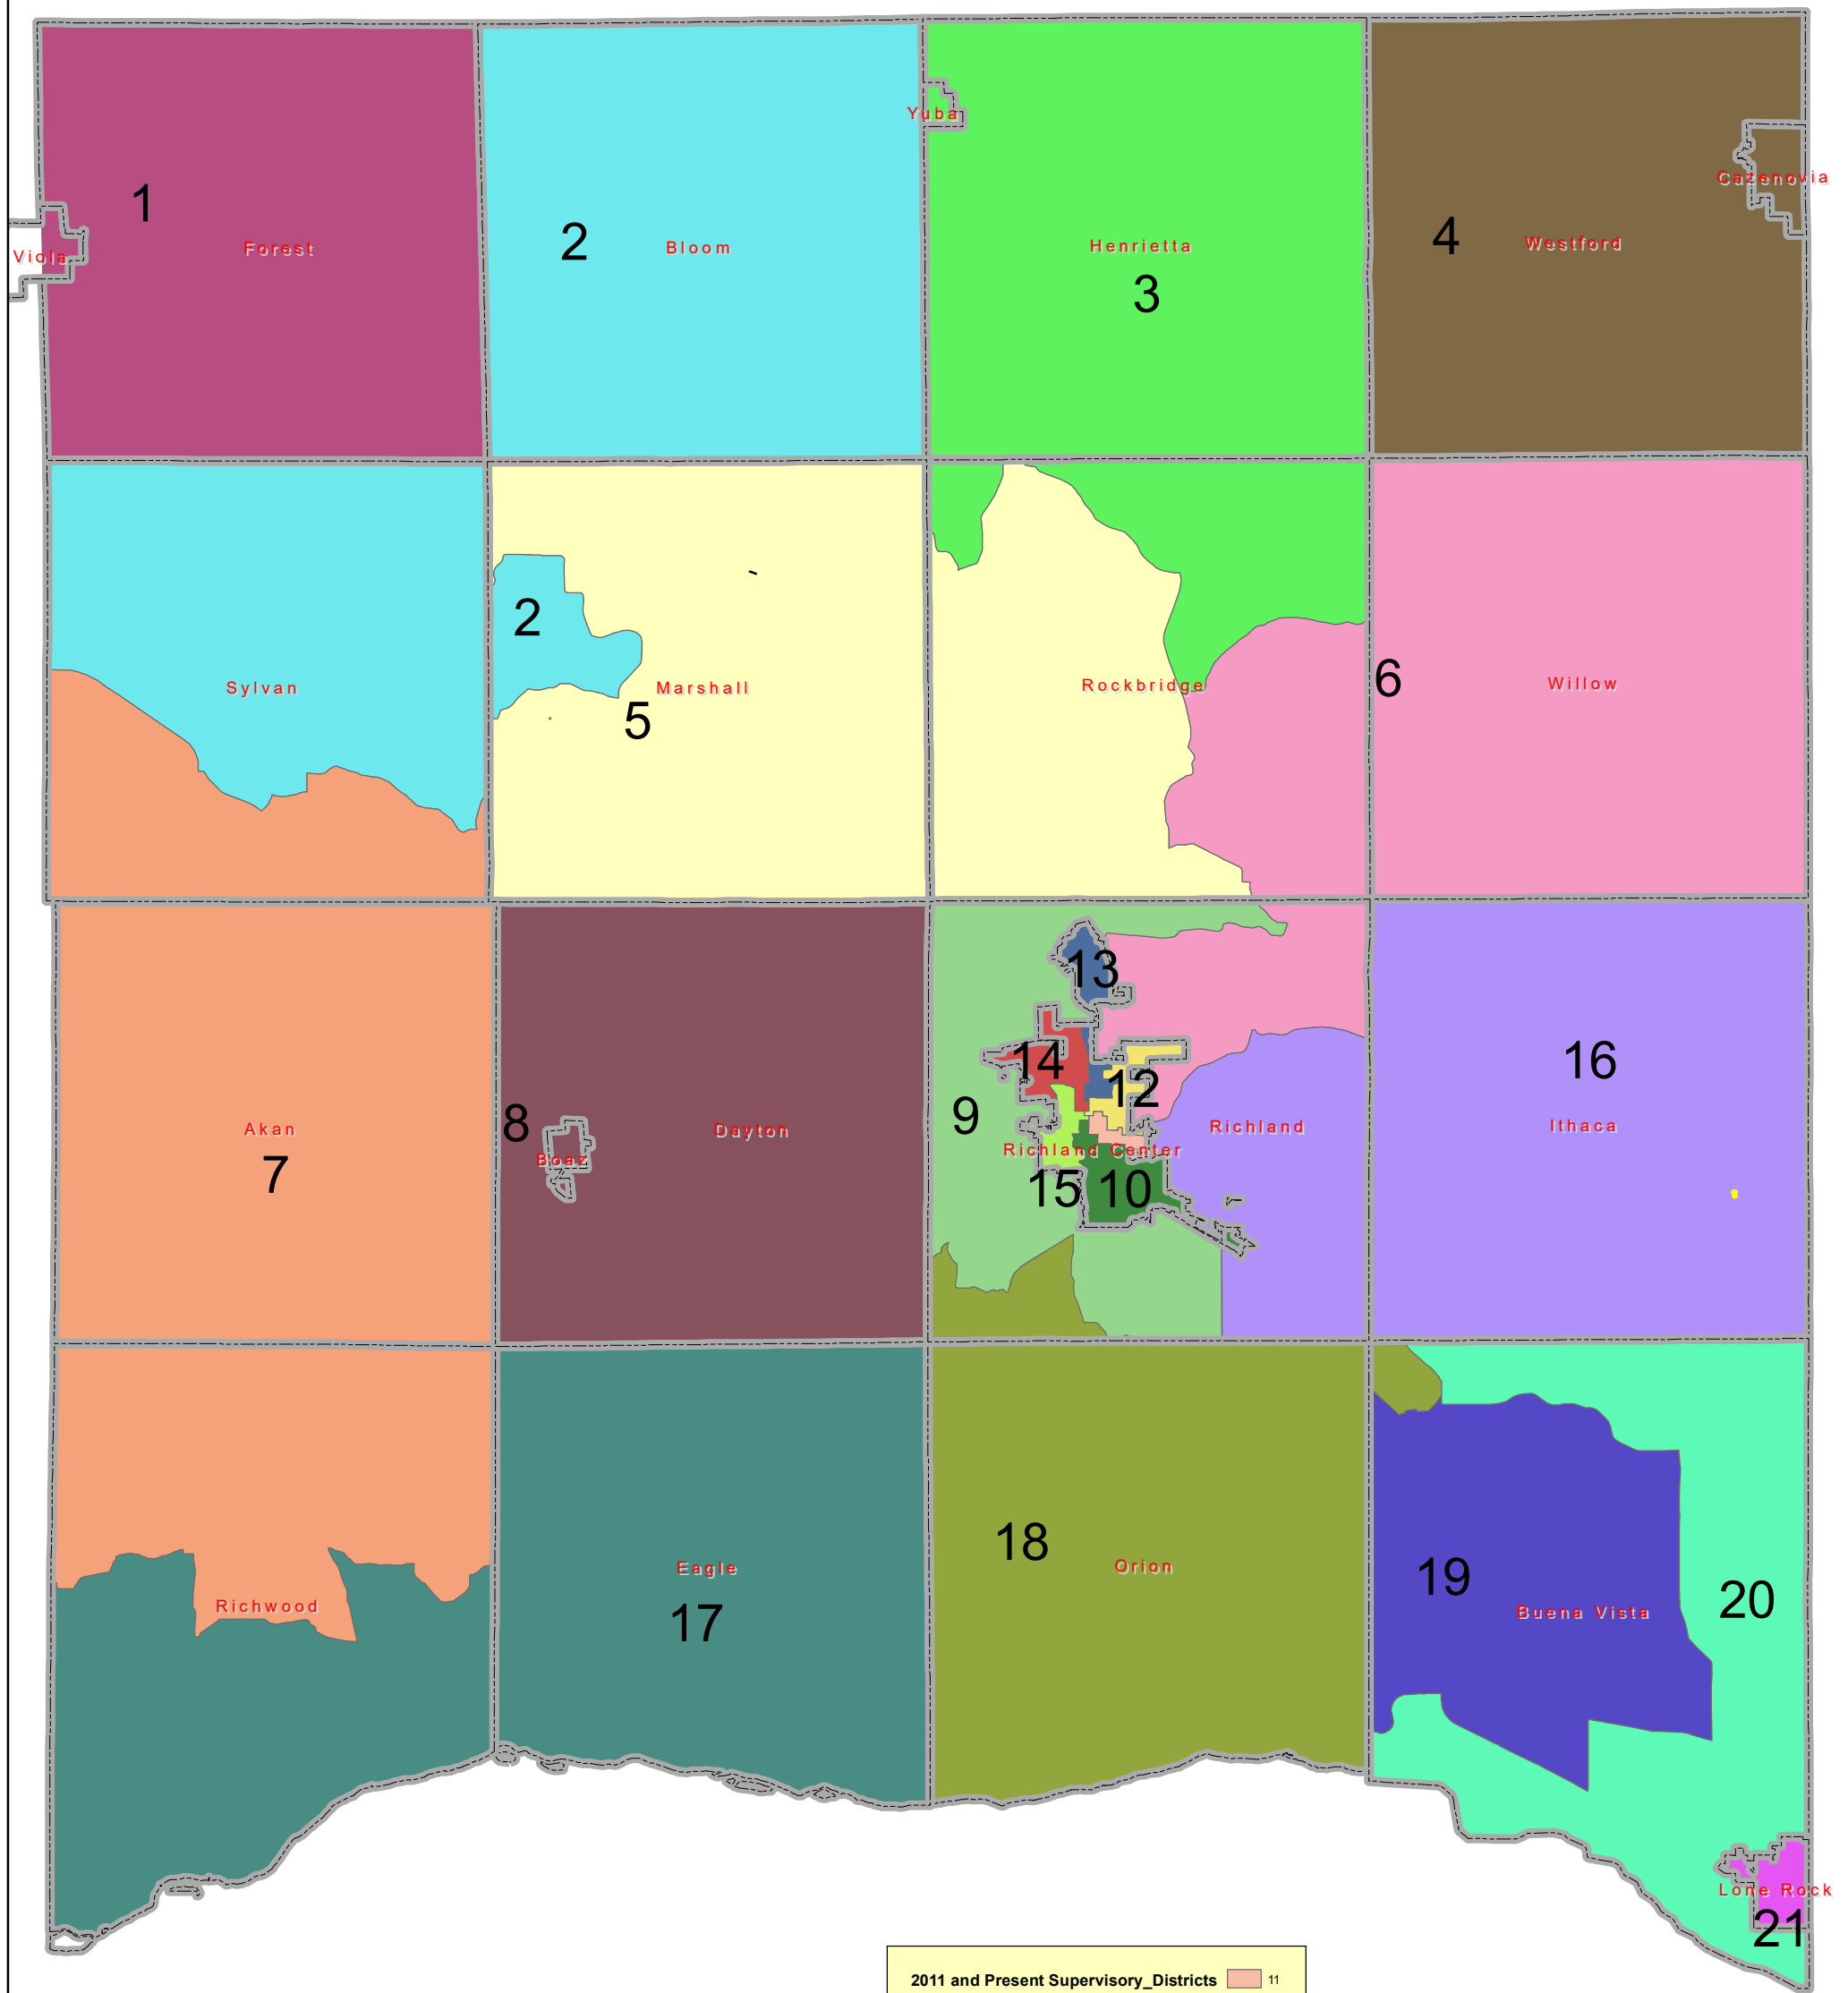 Yuba
Cazenovia
1
2
3
4
Viola
Forest
Bloom
Henrietta
Westford
2
5
6
Sylvan
Marshall
Rockbridge
Willow
13
14
12
16
9
8
Akan
Dayton
Richland
Ithaca
Boaz
Richland Center
7
15
10
18
19
20
Eagle
Orion
Richwood
Buena Vista
17
Lone Rock
21
2011 and Present Supervisory_Districts
11